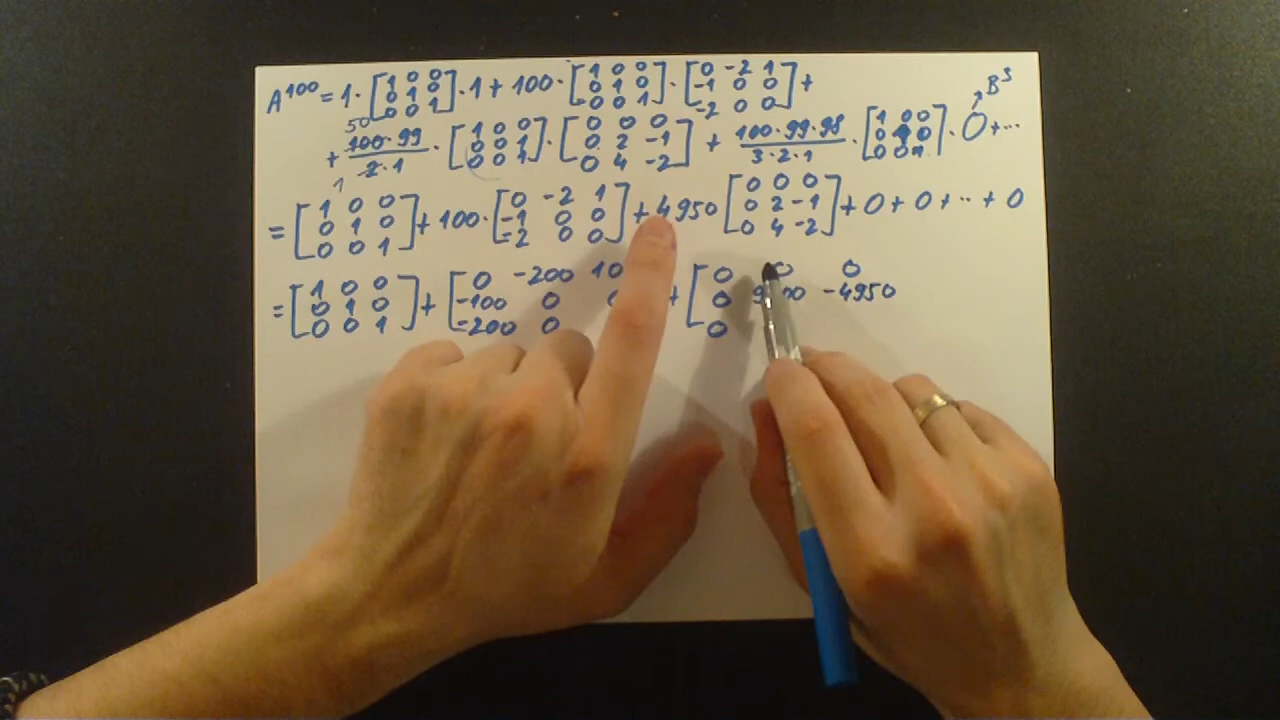 A¹⁰⁰ = 1 · [1 0 0; 0 1 0; 0 0 1] · 1 + 100 · [1 0 0; 0 1 0; 0 0 1] · [0 -2 1; -1 0 0; -2 0 0] +
+ 50 100·99 / 2·1 1 · [1 0 0; 0 0 1; 0 0 1] · [0 0 0; 0 2 -1; 0 4 -2] + 100·99·98 / 3·2·1 · [1 0 0; 0 1 0; 0 0 1] · 0 + ... B³
= [1 0 0; 0 1 0; 0 0 1] + 100 · [0 -2 1; -1 0 0; -2 0 0] + 4950 [0 0 0; 0 2 -1; 0 4 -2] + 0 + 0 + ... + 0
= [1 0 0; 0 1 0; 0 0 1] + [0 -200 10; -100 0; -200 0] + [0 0 0; 0 -4950; 0